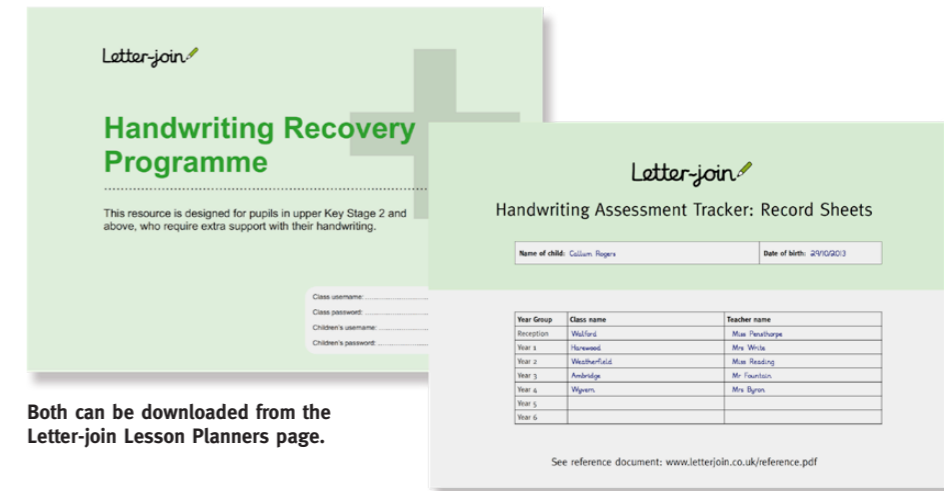 Letter-join
Handwriting Recovery
Programme
This resource is designed for pupils in upper Key Stage 2 and
above, who require extra support with their handwriting.
Class username:
Class password:
Children's username:
Children's password:
Both can be downloaded from the
Letter-join Lesson Planners page.
Letter-join
Handwriting Assessment Tracker: Record Sheets
Name of child: Callum Rogers Date of birth: 29/10/2013
Year Group Class name Teacher name
Reception Walford Miss Pensthorpe
Year 1 Harewood Mrs Write
Year 2 Weatherfield Miss Reading
Year 3 Ambridge Mr Fountain
Year 4 Wyvern Mrs Byron
Year 5
Year 6
See reference document: www.letterjoin.co.uk/reference.pdf